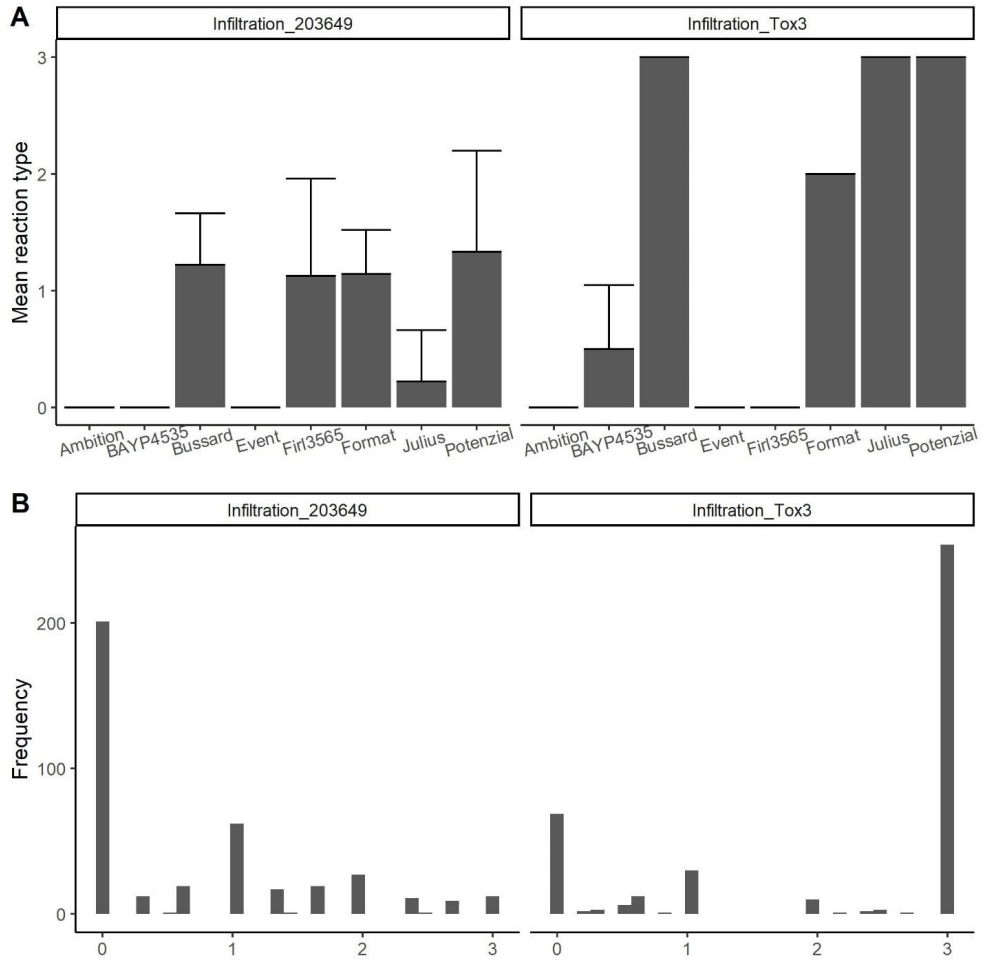 A
Infiltration_203649 Infiltration_Tox3
Mean reaction type
3
2
1
0
Ambition BAYP4535 Bussard Event Firl3565 Format Julius Potenzial Ambition BAYP4535 Bussard Event Firl3565 Format Julius Potenzial
B
Infiltration_203649 Infiltration_Tox3
Frequency
200
100
0
0 1 2 3 0 1 2 3